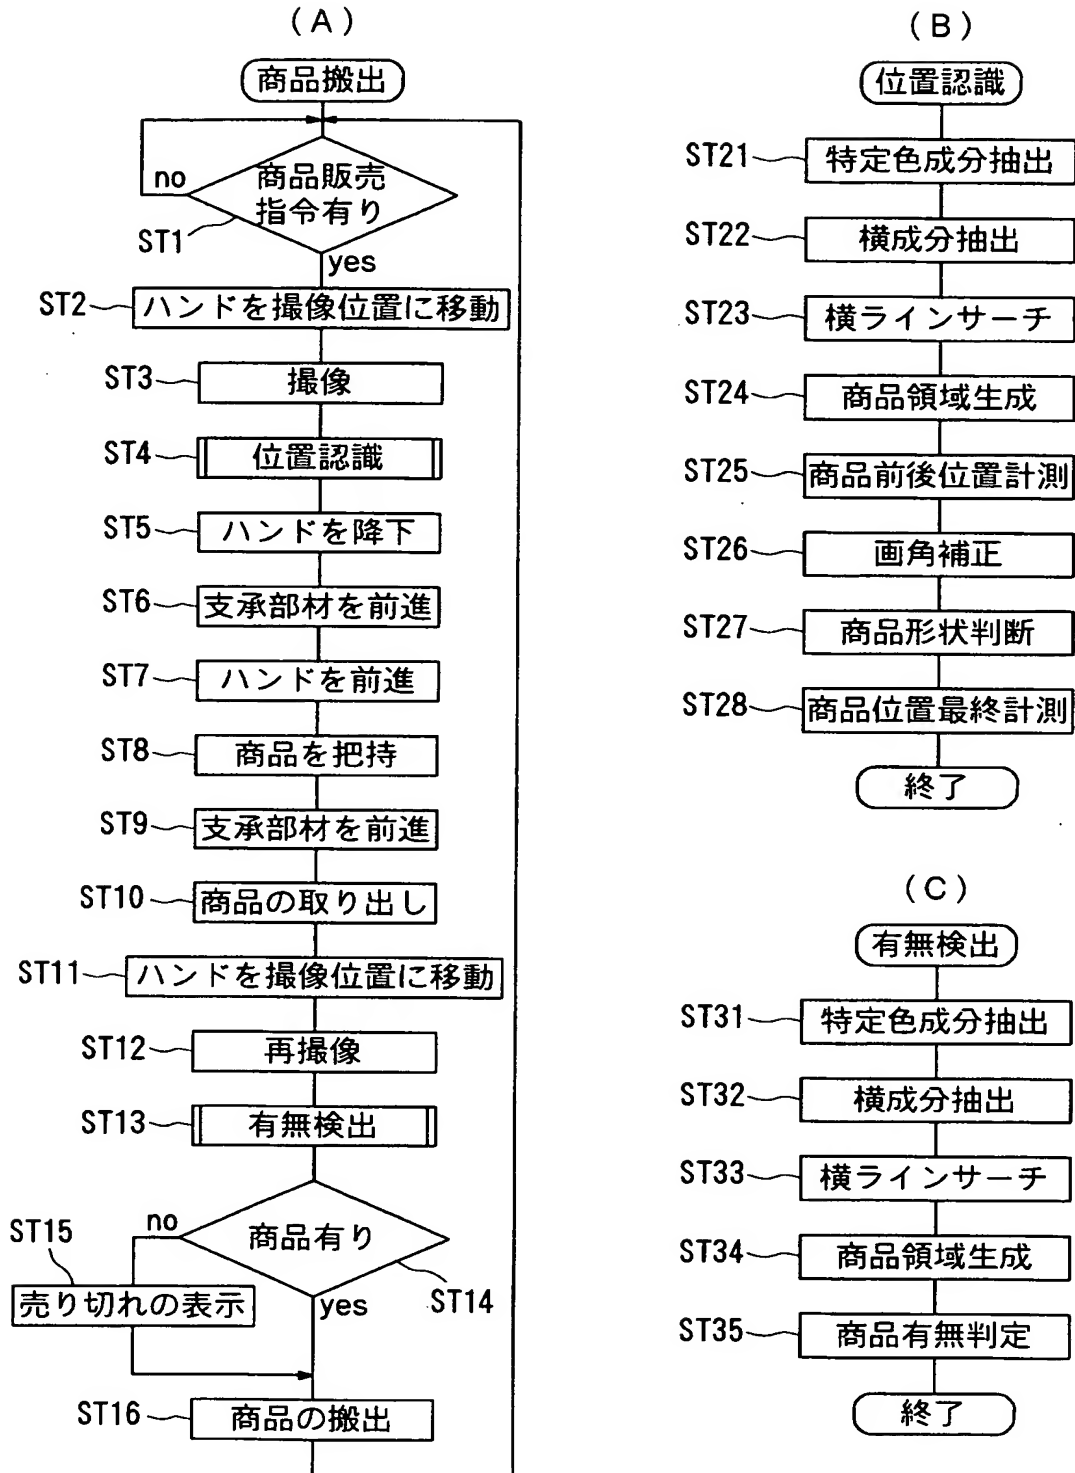 (A)
商品搬出
no
商品販売
指令有り
ST1
yes
ST2
ハンドを撮像位置に移動
ST3
撮像
ST4
位置認識
ST5
ハンドを降下
ST6
支承部材を前進
ST7
ハンドを前進
ST8
商品を把持
ST9
支承部材を前進
ST10
商品の取り出し
ST11
ハンドを撮像位置に移動
ST12
再撮像
ST13
有無検出
no
商品有り
ST14
ST15
売り切れの表示
yes
ST16
商品の搬出
(B)
位置認識
ST21
特定色成分抽出
ST22
横成分抽出
ST23
横ラインサーチ
ST24
商品領域生成
ST25
商品前後位置計測
ST26
画角補正
ST27
商品形状判断
ST28
商品位置最終計測
終了
(C)
有無検出
ST31
特定色成分抽出
ST32
横成分抽出
ST33
横ラインサーチ
ST34
商品領域生成
ST35
商品有無判定
終了